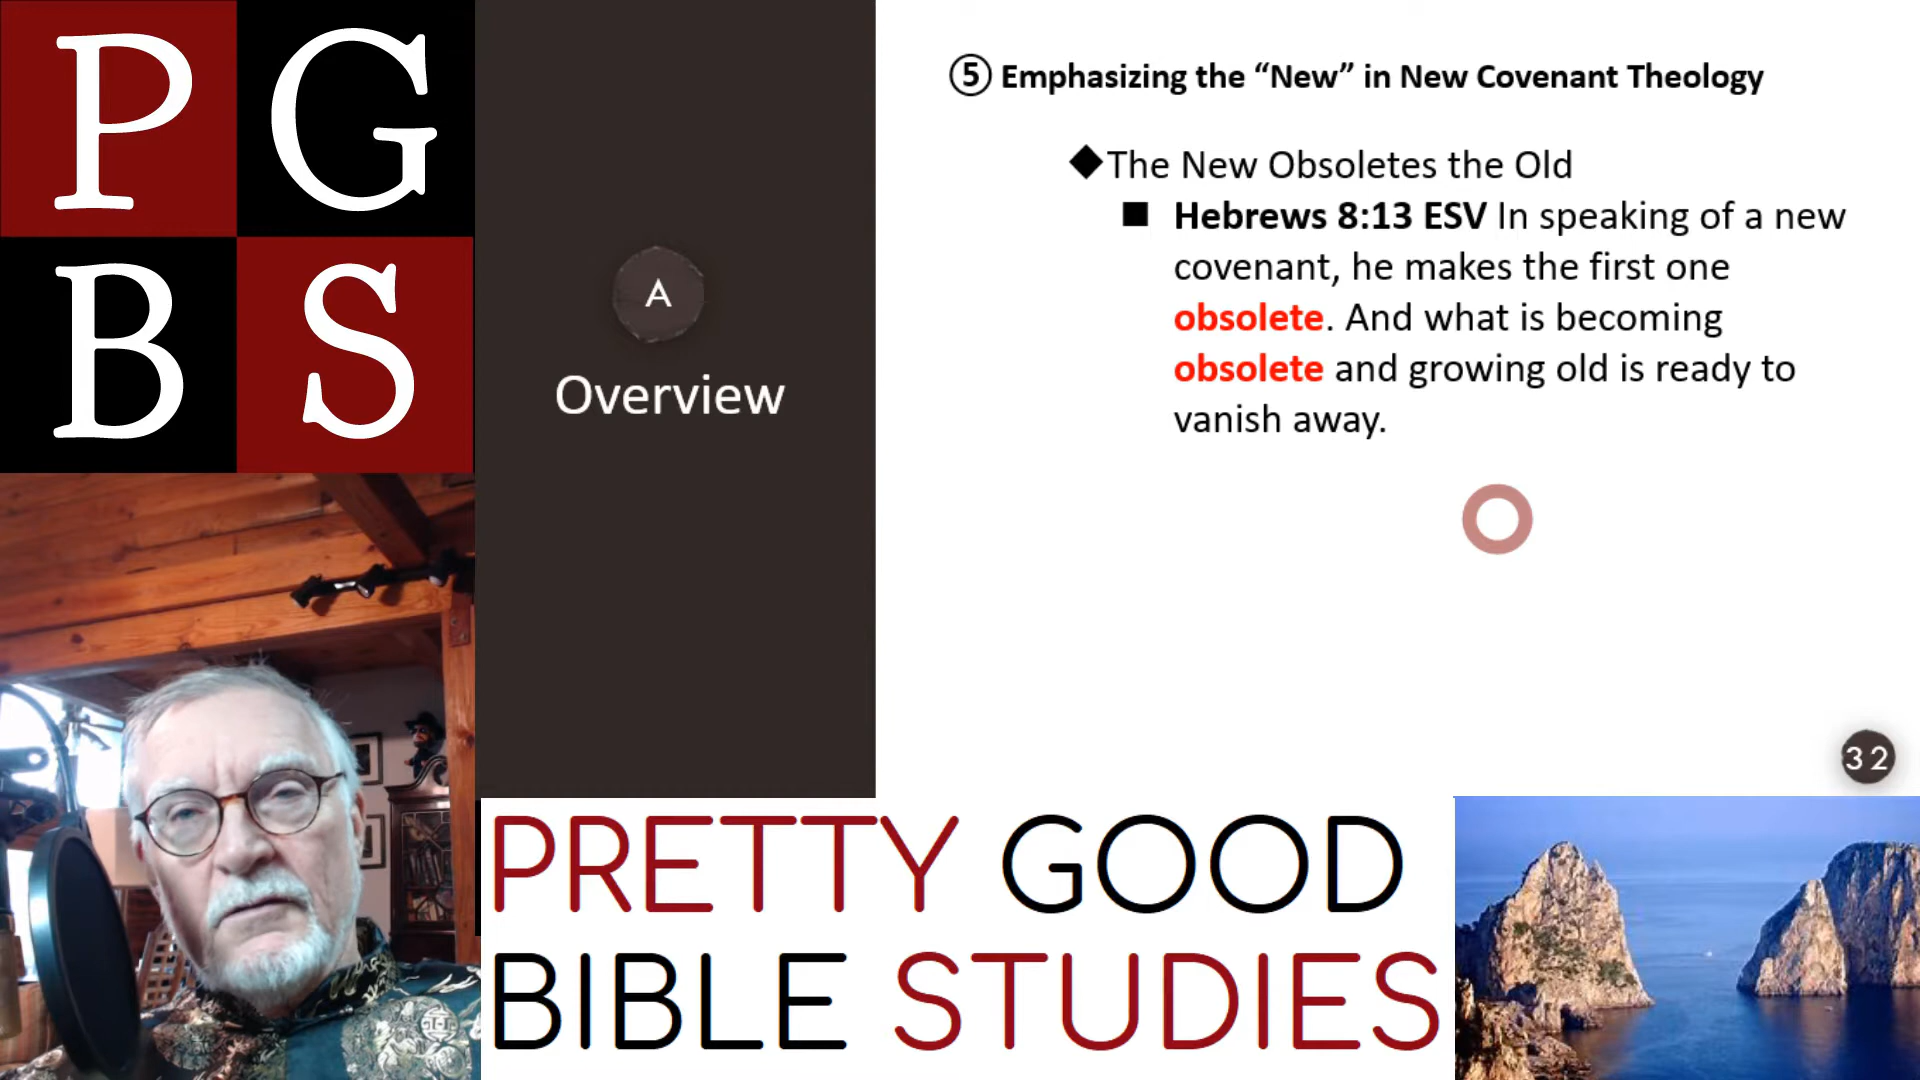 P G
B S
A
Overview
⑤ Emphasizing the “New” in New Covenant Theology
◆The New Obsoletes the Old
■ Hebrews 8:13 ESV In speaking of a new
covenant, he makes the first one
obsolete. And what is becoming
obsolete and growing old is ready to
vanish away.
32
PRETTY GOOD
BIBLE STUDIES